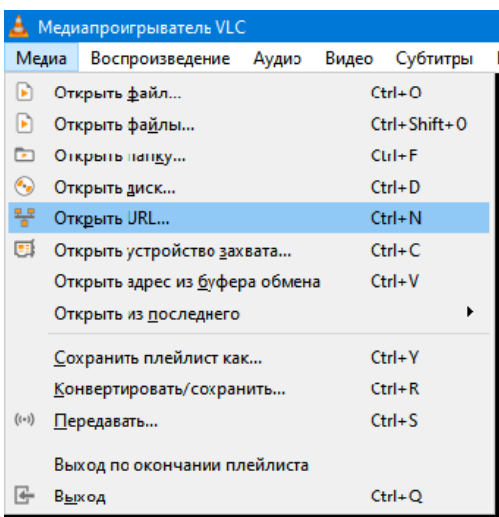 Медиапроигрыватель VLC
Медиа Воспроизведение Аудио Видео Субтитры
Открыть файл... Ctrl+O
Открыть файлы... Ctrl+Shift+O
Открыть папку... Ctrl+F
Открыть диск... Ctrl+D
Открыть URL... Ctrl+N
Открыть устройство захвата... Ctrl+C
Открыть адрес из буфера обмена Ctrl+V
Открыть из последнего
Сохранить плейлист как... Ctrl+Y
Конвертировать/сохранить... Ctrl+R
Передавать... Ctrl+S
Выход по окончании плейлиста
Выход Ctrl+Q